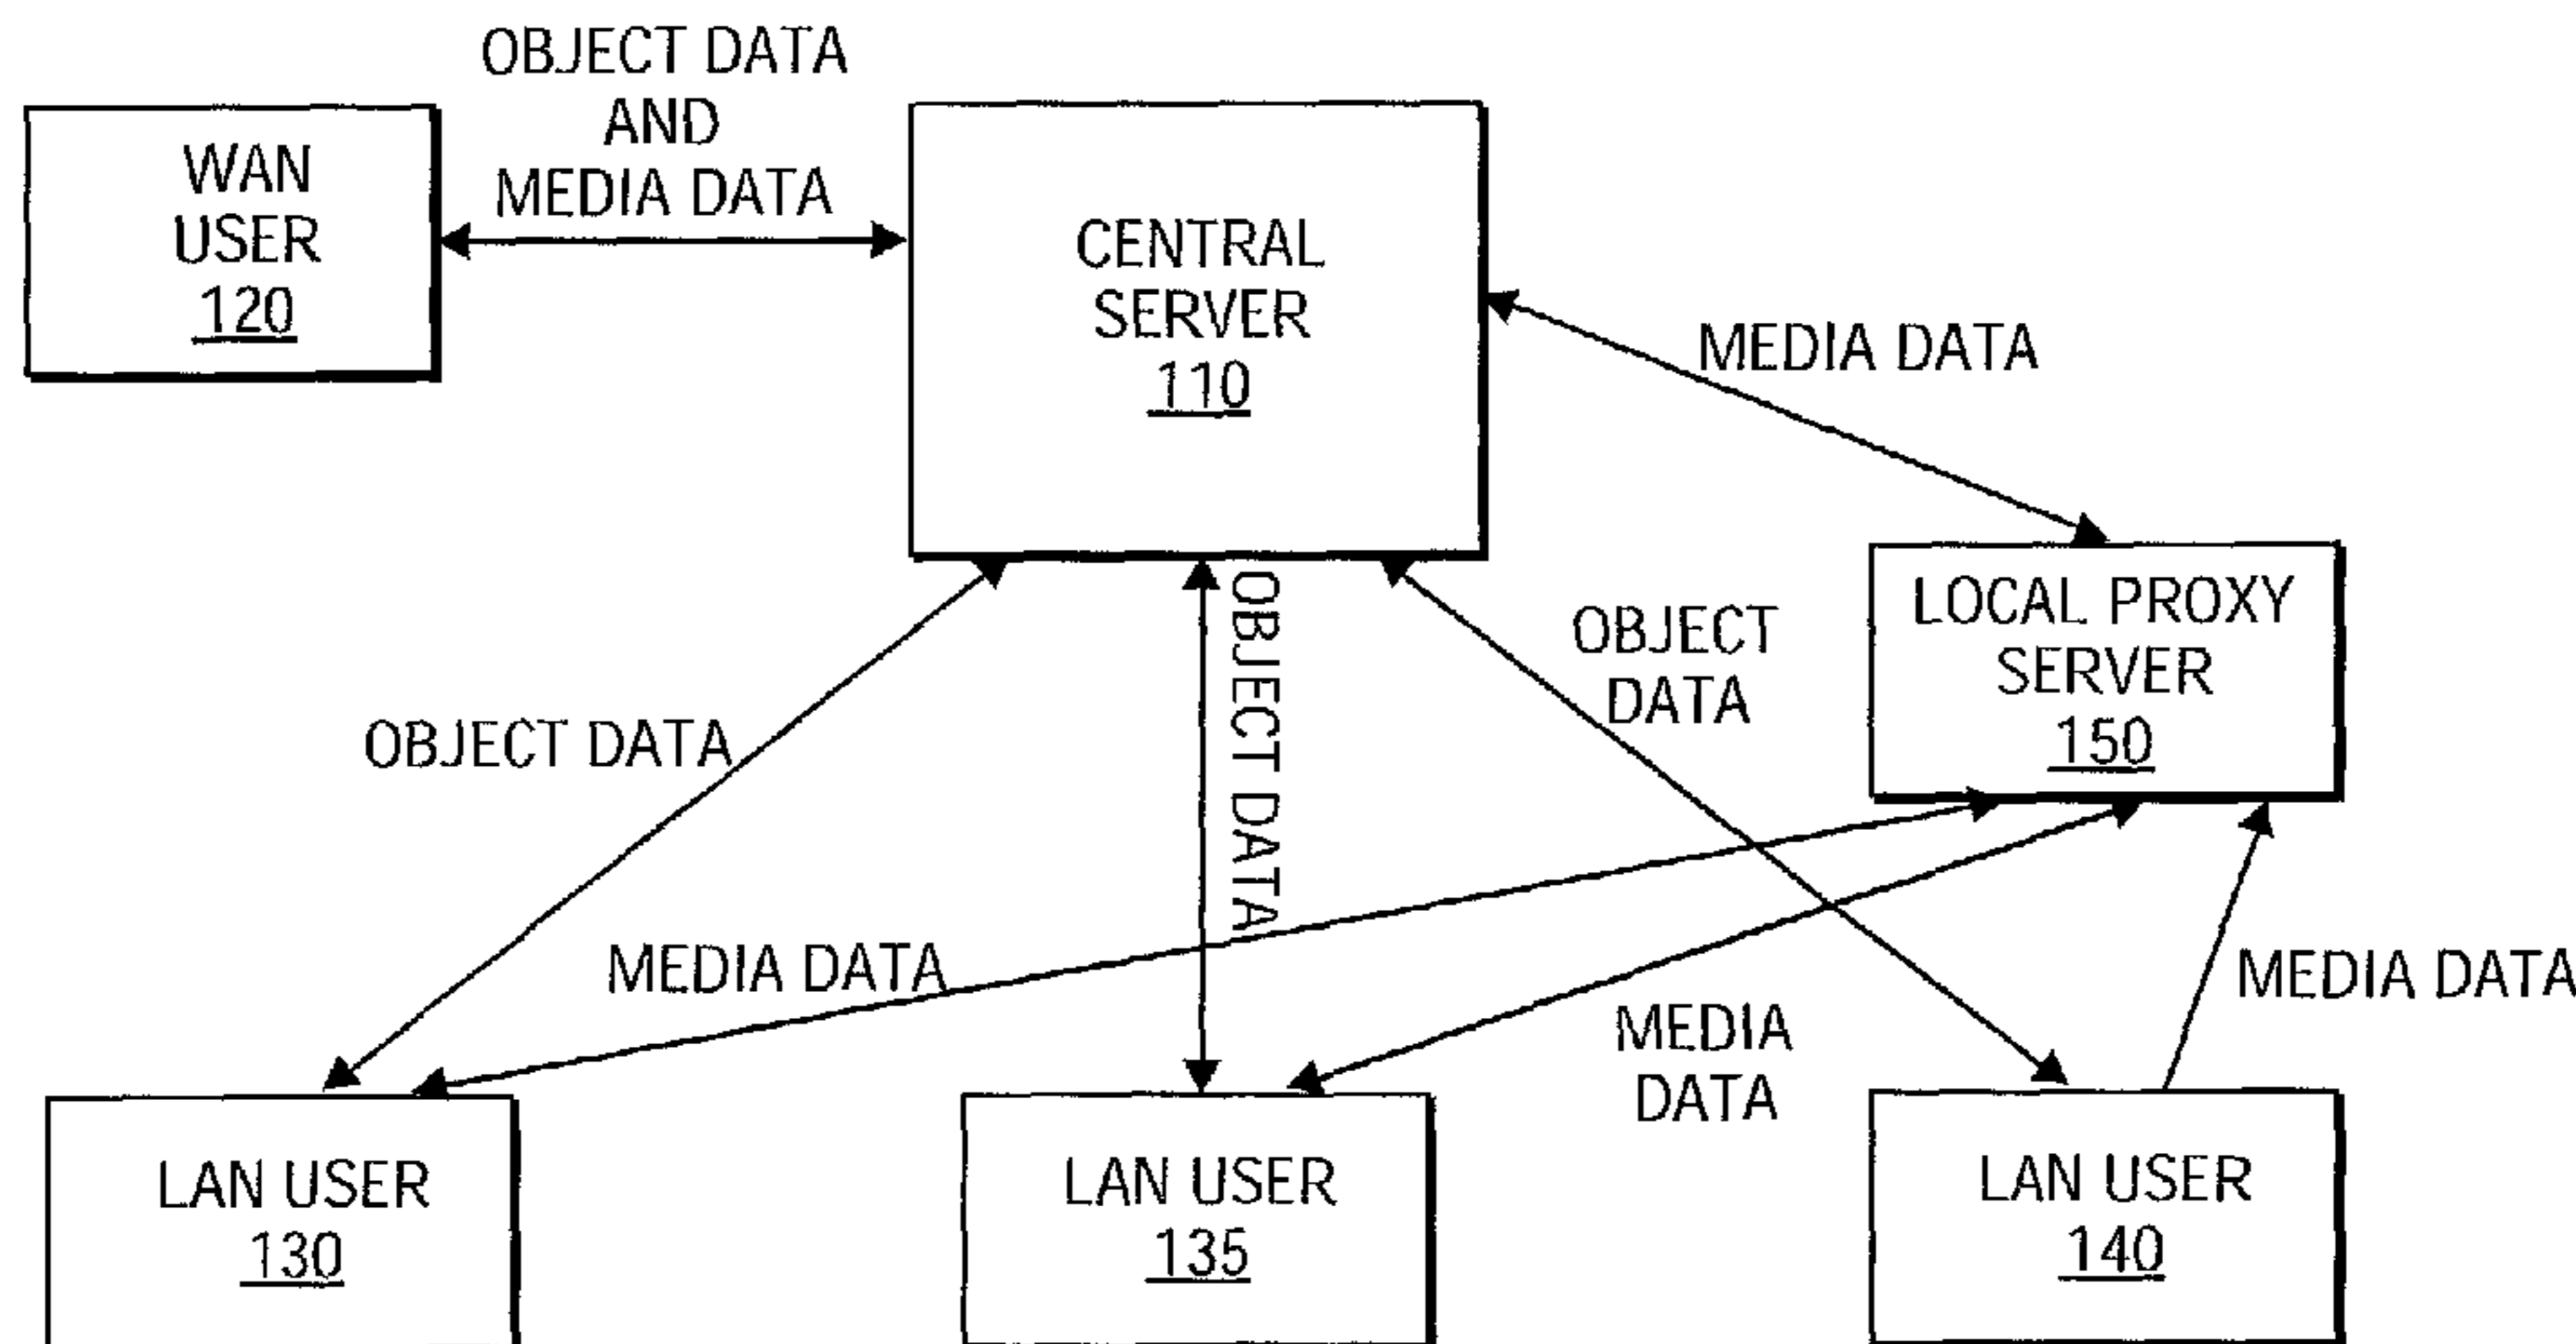 OBJECT DATA
AND
MEDIA DATA
WAN
USER
120
CENTRAL
SERVER
110
MEDIA DATA
LOCAL PROXY
SERVER
150
OBJECT DATA
OBJECT
DATA
OBJECT DATA
MEDIA DATA
MEDIA
DATA
MEDIA DATA
LAN USER
130
LAN USER
135
LAN USER
140